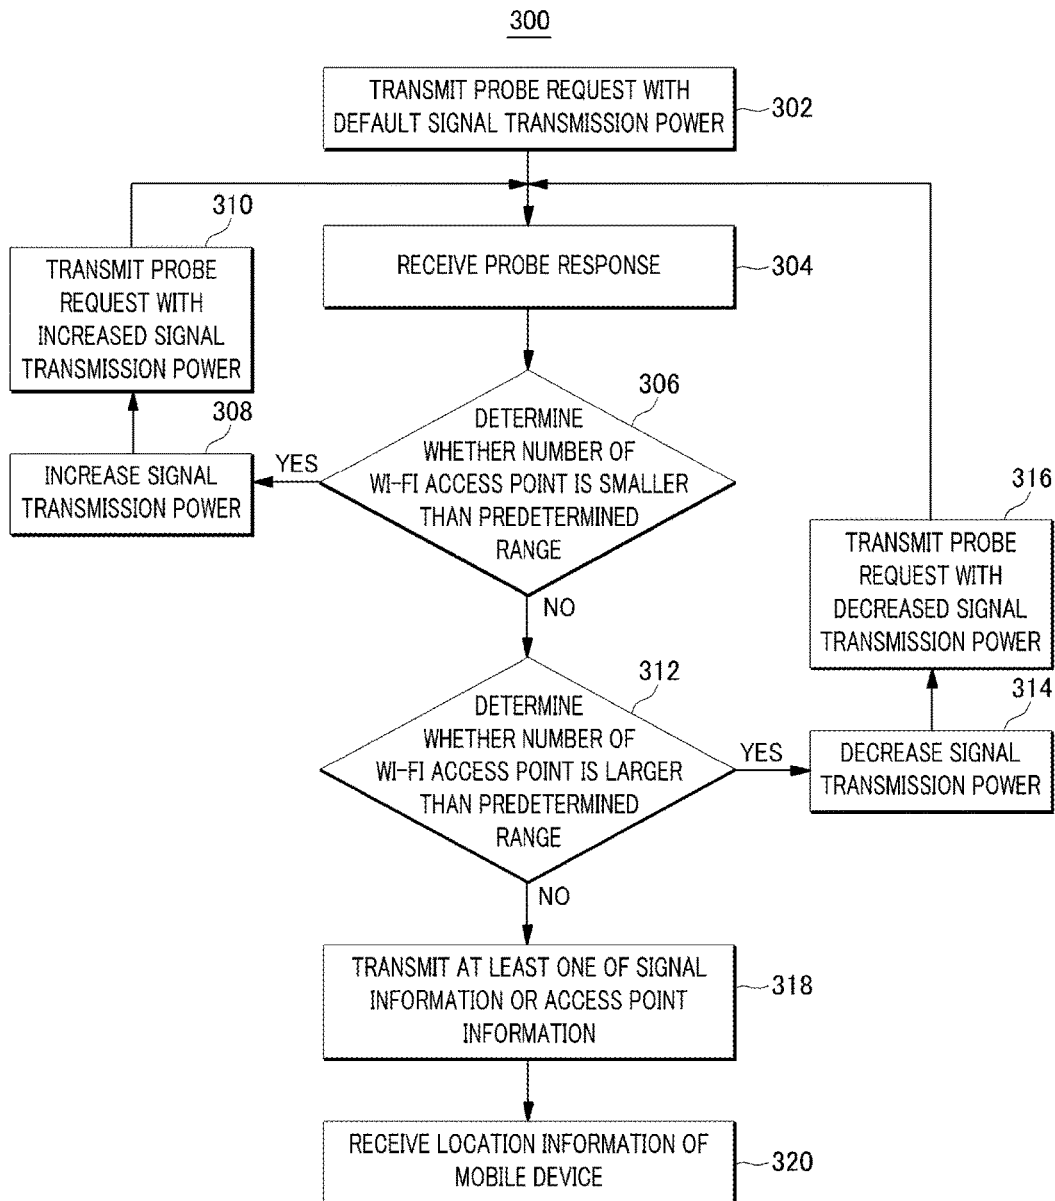 300
TRANSMIT PROBE REQUEST WITH
DEFAULT SIGNAL TRANSMISSION POWER
302
310
TRANSMIT PROBE
REQUEST WITH
INCREASED SIGNAL
TRANSMISSION POWER
RECEIVE PROBE RESPONSE
304
308
INCREASE SIGNAL
TRANSMISSION POWER
YES
306
DETERMINE
WHETHER NUMBER OF
WI-FI ACCESS POINT IS SMALLER
THAN PREDETERMINED
RANGE
NO
316
TRANSMIT PROBE
REQUEST WITH
DECREASED SIGNAL
TRANSMISSION POWER
312
DETERMINE
WHETHER NUMBER OF
WI-FI ACCESS POINT IS LARGER
THAN PREDETERMINED
RANGE
YES
314
DECREASE SIGNAL
TRANSMISSION POWER
NO
TRANSMIT AT LEAST ONE OF SIGNAL
INFORMATION OR ACCESS POINT
INFORMATION
318
RECEIVE LOCATION INFORMATION OF
MOBILE DEVICE
320